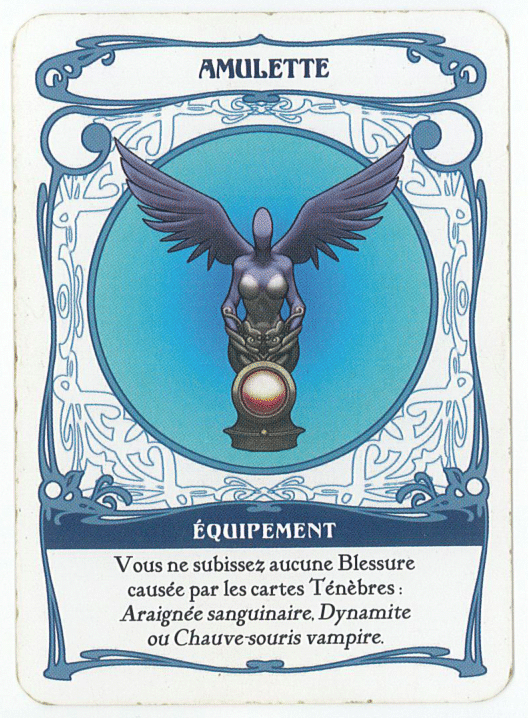 AMULETTE
ÉQUIPEMENT
Vous ne subissez aucune Blessure
causée par les cartes Ténèbres :
Araignée sanguinaire, Dynamite
ou Chauve-souris vampire.